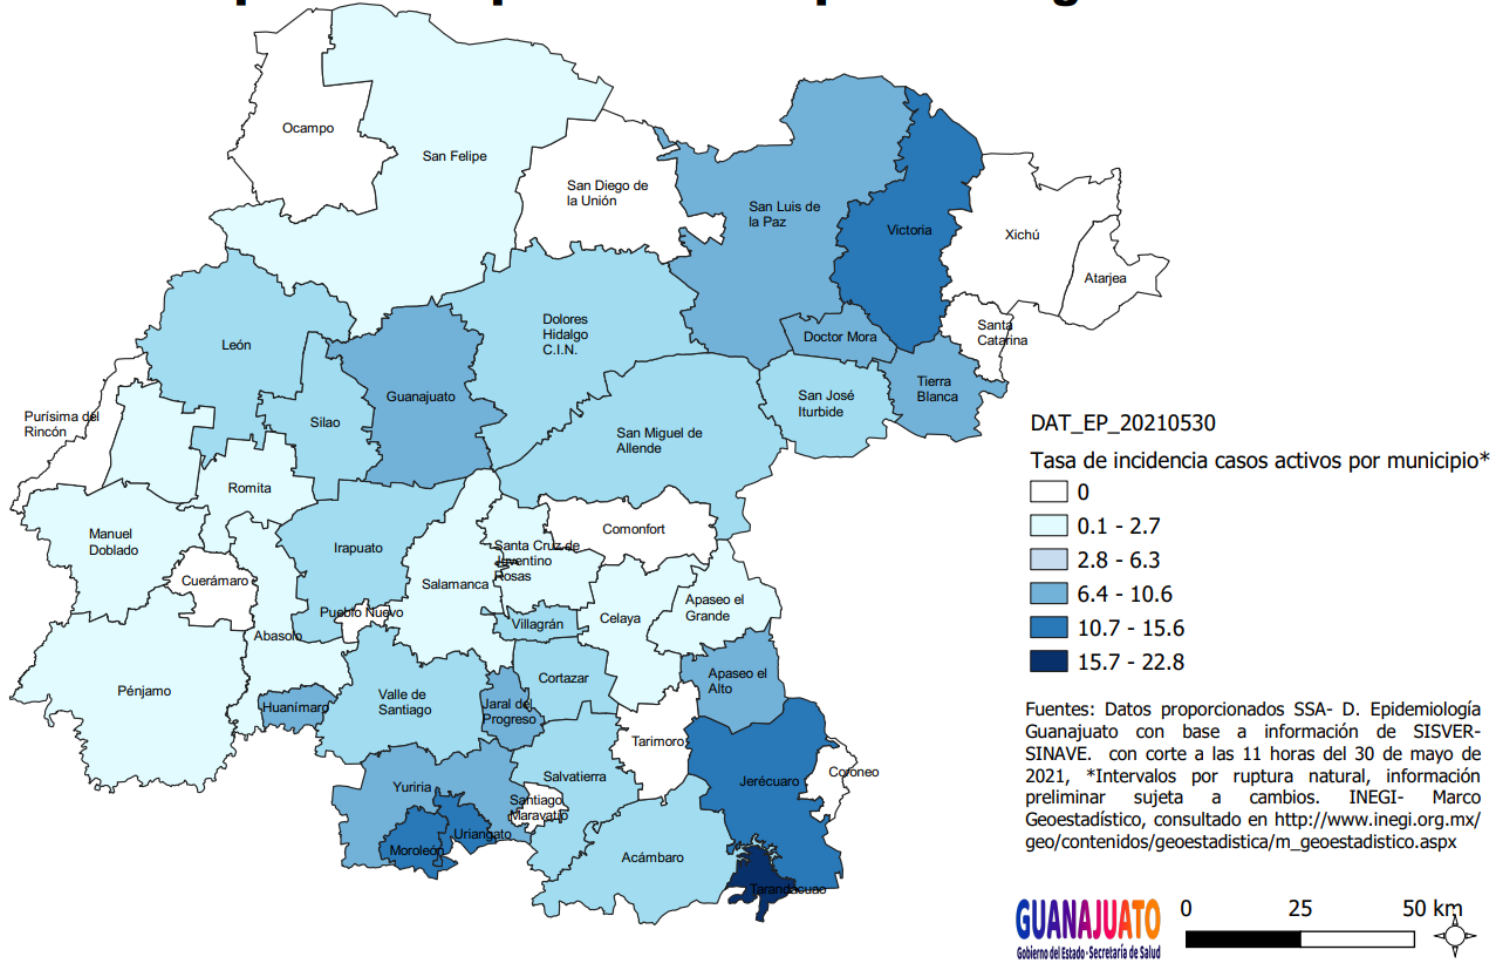 Ocampo
San Felipe
San Diego de
la Unión
San Luis de
la Paz
Victoria
Xichú
Atarjea
León
Dolores
Hidalgo
C.I.N.
Doctor Mora
Santa
Catarina
Guanajuato
Tierra
Blanca
San José
Iturbide
Purísima del
Rincón
Silao
San Miguel de
Allende
Romita
Manuel
Doblado
Irapuato
Comonfort
Santa Cruz de
Juventino
Rosas
Cuerámaro
Salamanca
Pueblo Nuevo
Villagrán
Celaya
Apaseo el
Grande
Abasolo
Pénjamo
Huanímaro
Valle de
Santiago
Cortazar
Jaral del
Progreso
Apaseo el
Alto
Tarimoro
Yuriria
Salvatierra
Jerécuaro
Coroneo
Santiago
Maravatío
Uriangato
Moroleón
Acámbaro
Tarandacuao
DAT_EP_20210530
Tasa de incidencia casos activos por municipio*
0
0.1 - 2.7
2.8 - 6.3
6.4 - 10.6
10.7 - 15.6
15.7 - 22.8
Fuentes: Datos proporcionados SSA- D. Epidemiología
Guanajuato con base a información de SISVER-
SINAVE. con corte a las 11 horas del 30 de mayo de
2021, *Intervalos por ruptura natural, información
preliminar sujeta a cambios. INEGI- Marco
Geoestadístico, consultado en http://www.inegi.org.mx/
geo/contenidos/geoestadistica/m_geoestadistico.aspx
GUANAJUATO
Gobierno del Estado · Secretaría de Salud
0 25 50 km